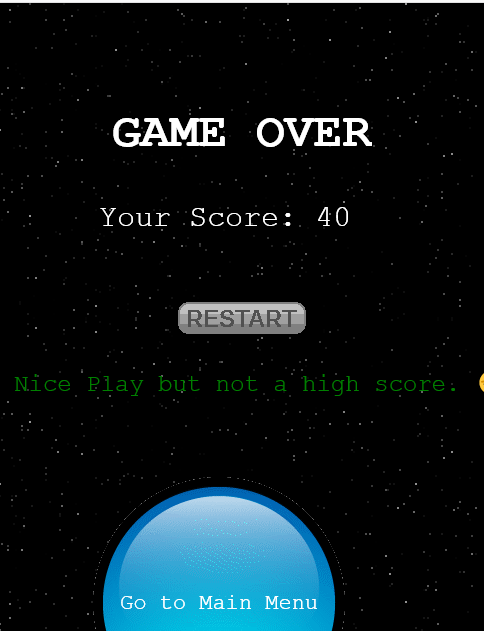 GAME OVER
Your Score: 40
RESTART
Nice Play but not a high score.
Go to Main Menu